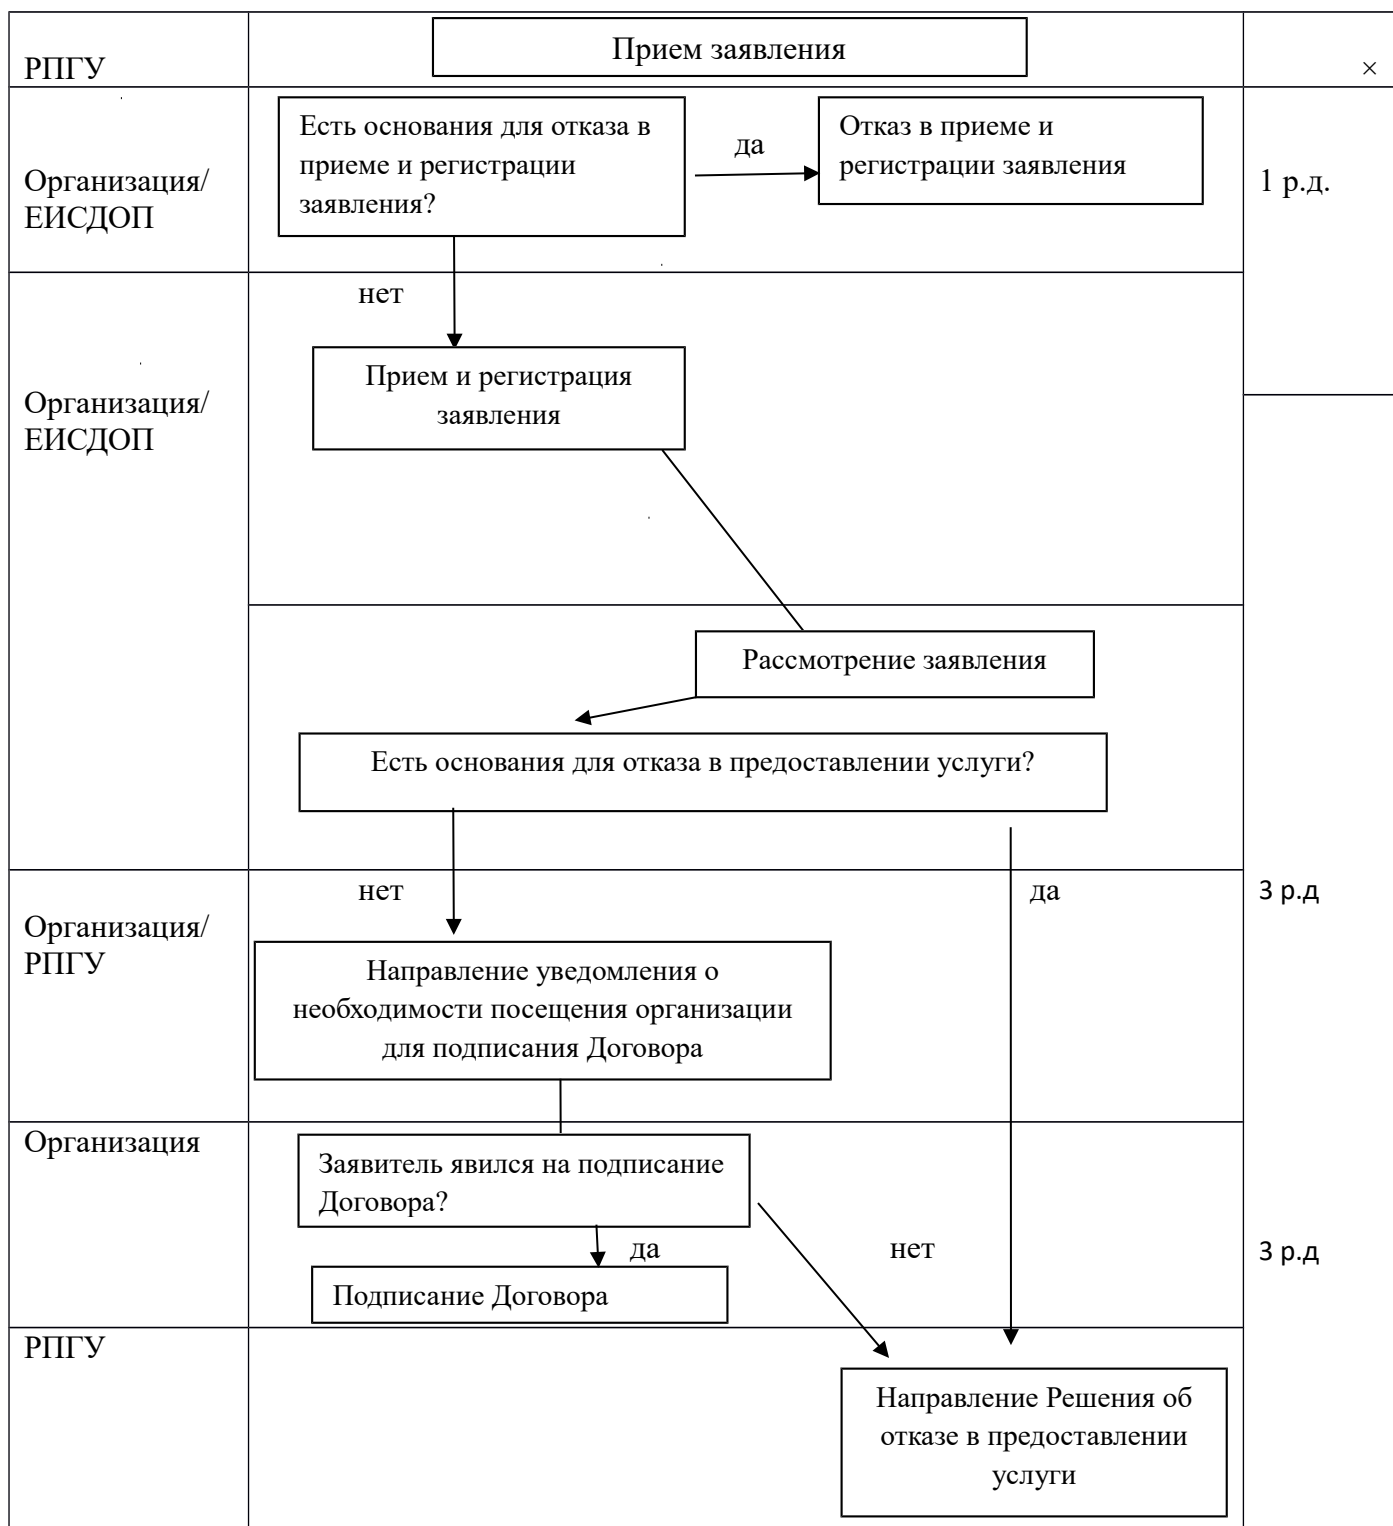 Прием заявления
РПГУ
×
Есть основания для отказа в
приеме и регистрации
заявления?
да
Отказ в приеме и
регистрации заявления
Организация/
ЕИСДОП
1 р.д.
нет
Прием и регистрация
заявления
Организация/
ЕИСДОП
Рассмотрение заявления
Есть основания для отказа в предоставлении услуги?
нет
да
3 р.д
Организация/
РПГУ
Направление уведомления о
необходимости посещения организации
для подписания Договора
Организация
Заявитель явился на подписание
Договора?
да
нет
3 р.д
Подписание Договора
РПГУ
Направление Решения об
отказе в предоставлении
услуги